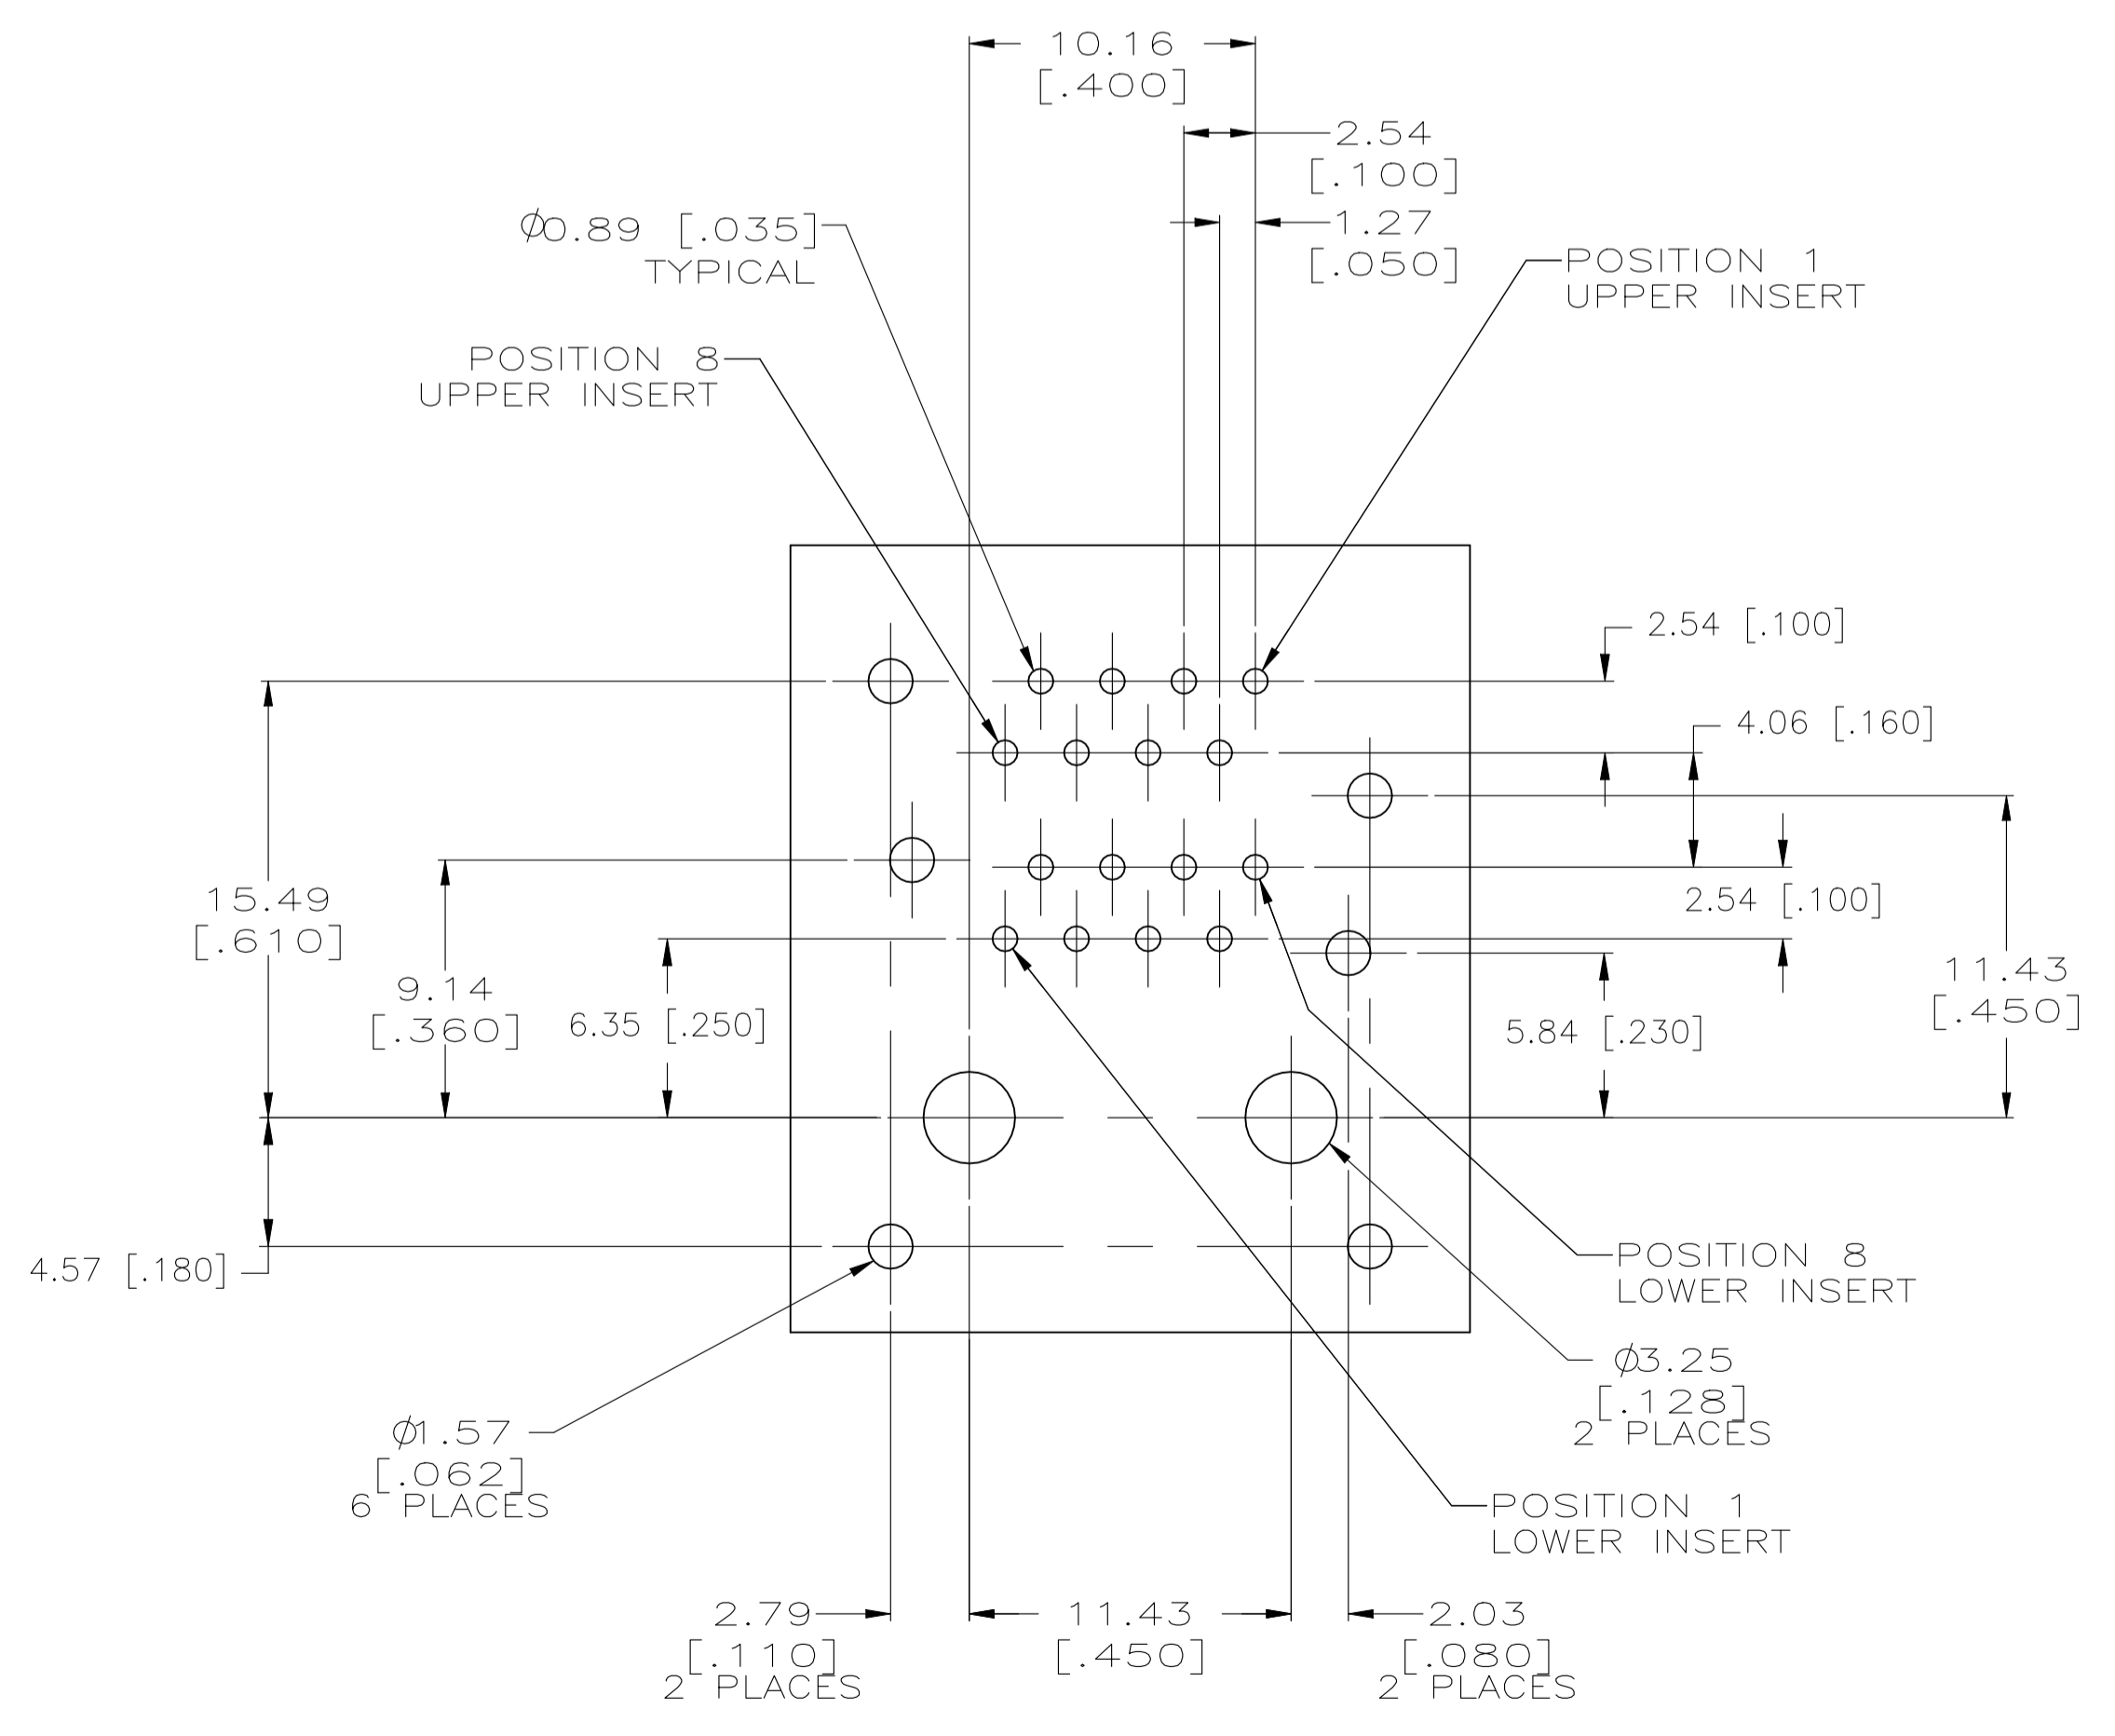 10.16
[.400]
2.54
[.100]
1.27
[.050]
Ø0.89 [.035]
TYPICAL
POSITION 1
UPPER INSERT
POSITION 8
UPPER INSERT
2.54 [.100]
4.06 [.160]
2.54 [.100]
15.49
[.610]
9.14
[.360]
6.35 [.250]
5.84 [.230]
11.43
[.450]
4.57 [.180]
POSITION 8
LOWER INSERT
Ø3.25
[.128]
2 PLACES
Ø1.57
[.062]
6 PLACES
POSITION 1
LOWER INSERT
2.79
[.110]
2 PLACES
11.43
[.450]
2.03
[.080]
2 PLACES